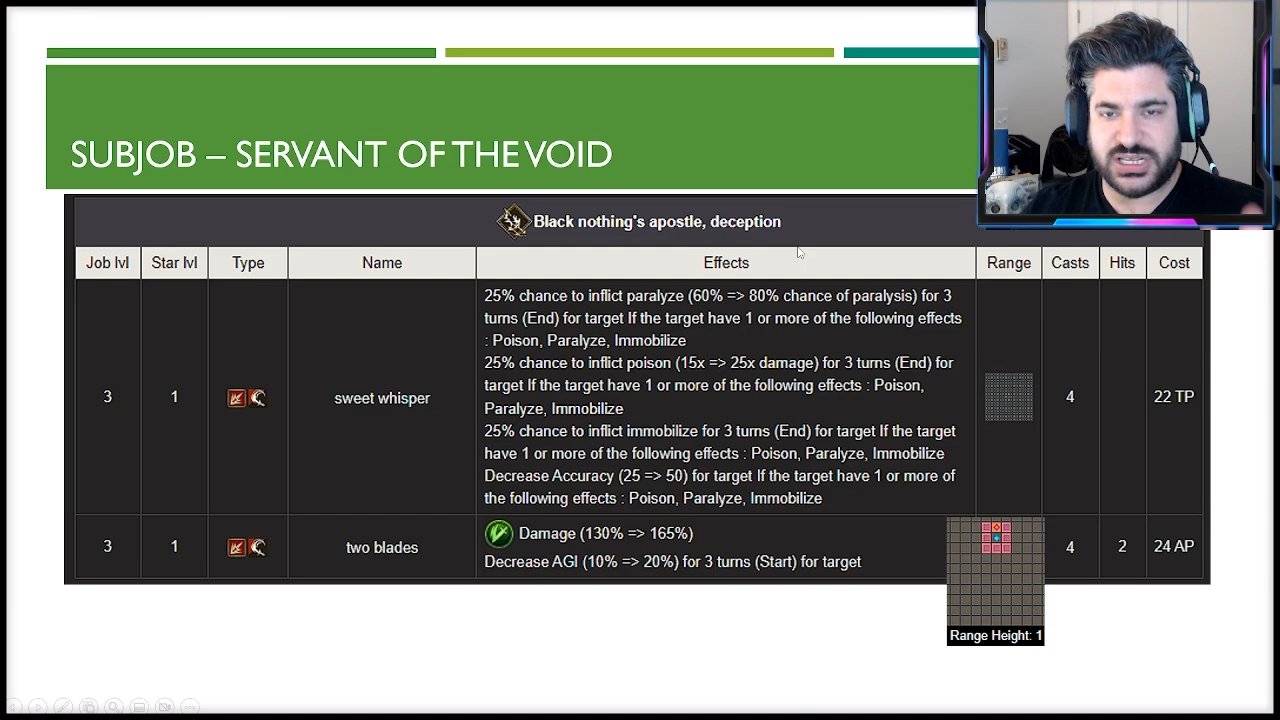 SUBJOB – SERVANT OF THE VOID
Black nothing's apostle, deception
Job lvl Star lvl Type Name Effects Range Casts Hits Cost
25% chance to inflict paralyze (60% => 80% chance of paralysis) for 3
turns (End) for target If the target have 1 or more of the following effects
: Poison, Paralyze, Immobilize
25% chance to inflict poison (15x => 25x damage) for 3 turns (End) for
target If the target have 1 or more of the following effects : Poison,
Paralyze, Immobilize
3 1 sweet whisper 4 22 TP
25% chance to inflict immobilize for 3 turns (End) for target If the target
have 1 or more of the following effects : Poison, Paralyze, Immobilize
Decrease Accuracy (25 => 50) for target If the target have 1 or more of
the following effects : Poison, Paralyze, Immobilize
3 1 two blades Damage (130% => 165%) 4 2 24 AP
Decrease AGI (10% => 20%) for 3 turns (Start) for target
Range Height: 1